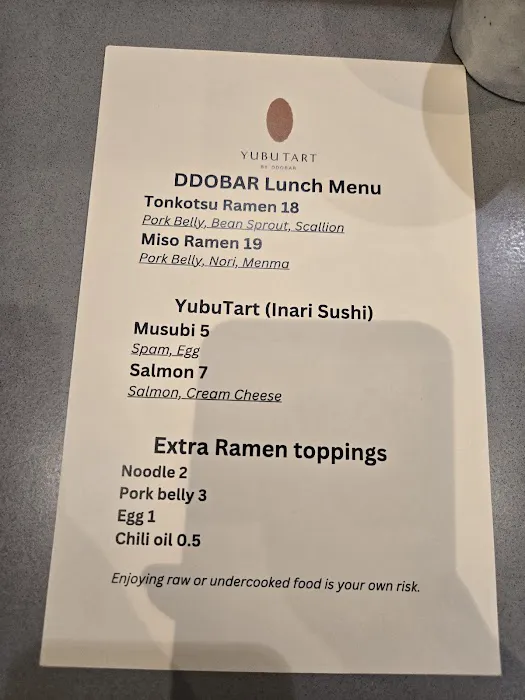 YUBUTART
BY DDOBAR
DDOBAR Lunch Menu
Tonkotsu Ramen 18
Pork Belly, Bean Sprout, Scallion
Miso Ramen 19
Pork Belly, Nori, Menma
YubuTart (Inari Sushi)
Musubi 5
Spam, Egg
Salmon 7
Salmon, Cream Cheese
Extra Ramen toppings
Noodle 2
Pork belly 3
Egg 1
Chili oil 0.5
Enjoying raw or undercooked food is your own risk.